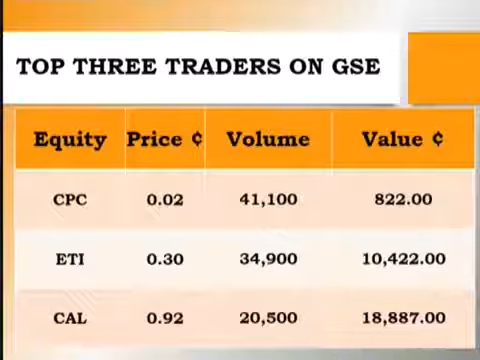 TOP THREE TRADERS ON GSE
Equity Price ¢ Volume Value ¢
CPC 0.02 41,100 822.00
ETI 0.30 34,900 10,422.00
CAL 0.92 20,500 18,887.00